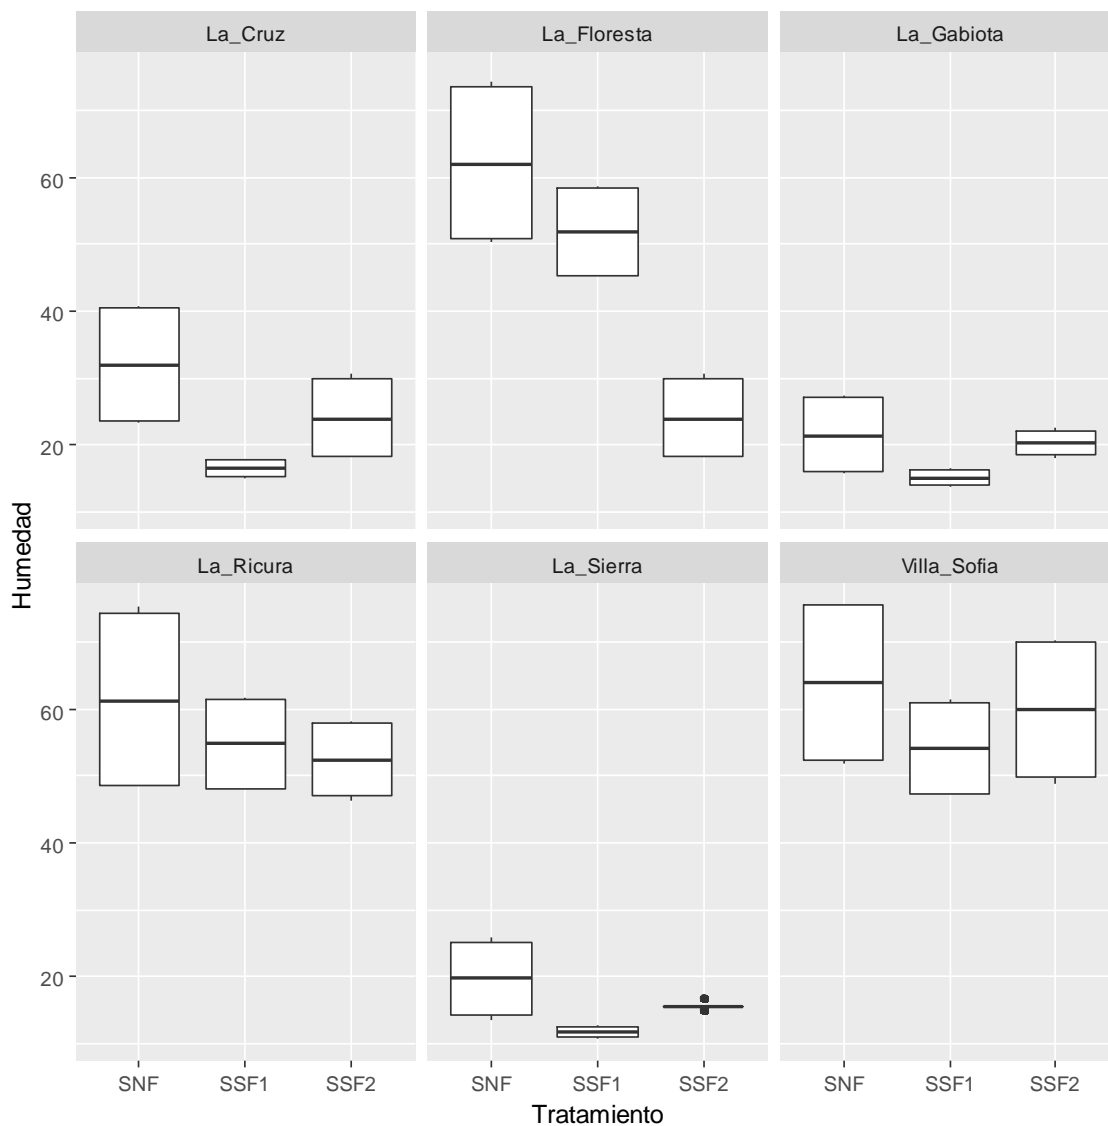 La_Cruz
La_Floresta
La_Gabiota
60
40
20
Humedad
La_Ricura
La_Sierra
Villa_Sofia
60
40
20
SNF
SSF1
SSF2
SNF
SSF1
SSF2
SNF
SSF1
SSF2
Tratamiento